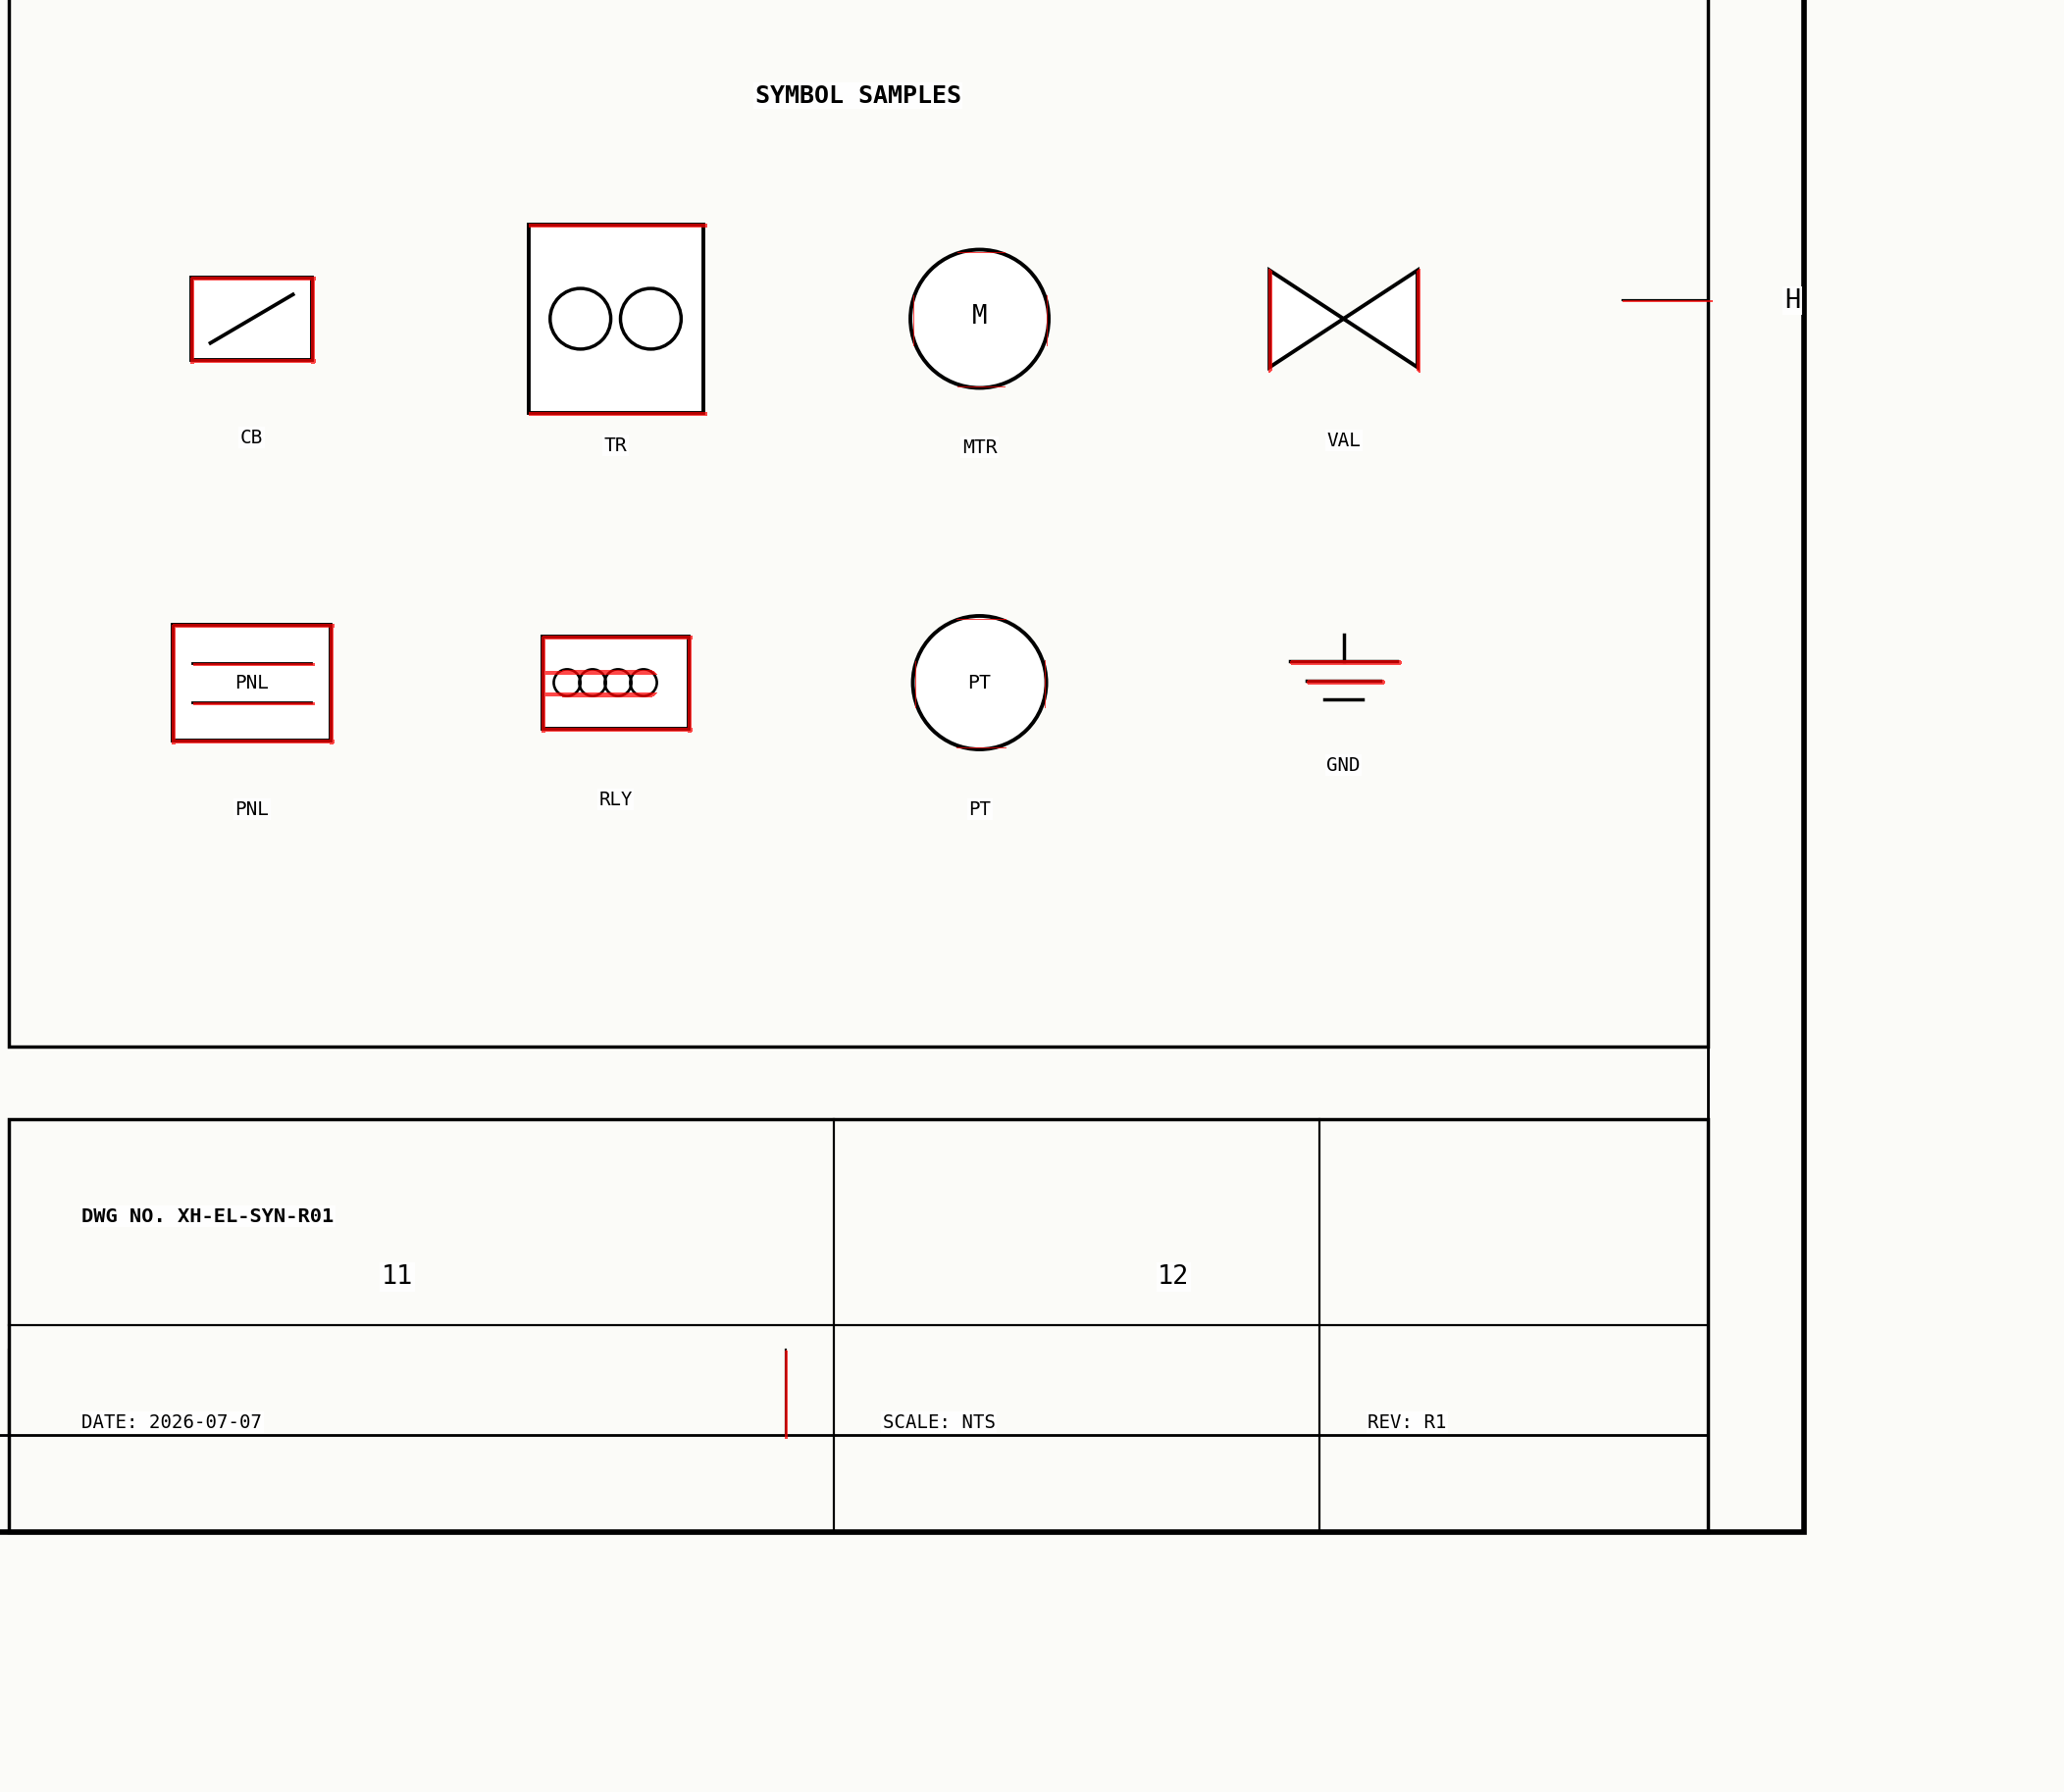 SYMBOL SAMPLES
M
H
CB
TR
MTR
VAL
PNL
PT
PNL
RLY
PT
GND
DWG NO. XH-EL-SYN-R01
11
12
DATE: 2026-07-07
SCALE: NTS
REV: R1